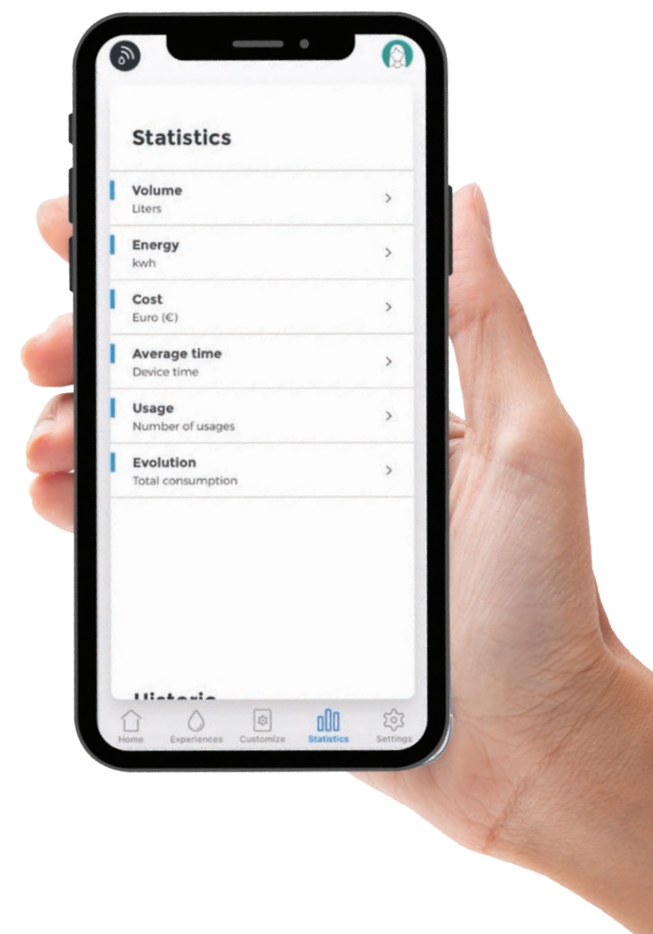 Statistics
Volume
Liters
Energy
kwh
Cost
Euro (€)
Average time
Device time
Usage
Number of usages
Evolution
Total consumption
Home
Experiences
Customize
Statistics
Settings